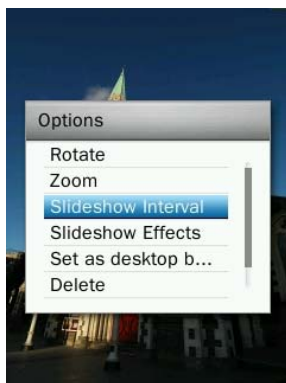 Options
Rotate
Zoom
Slideshow Interval
Slideshow Effects
Set as desktop b...
Delete